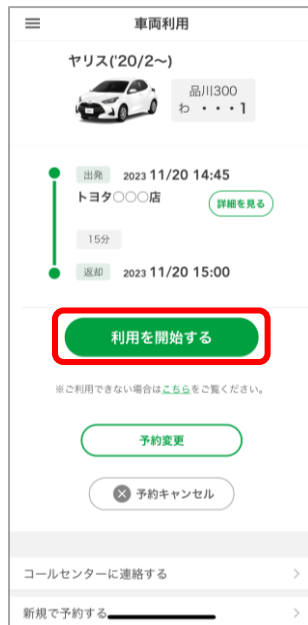 車両利用
ヤリス('20/2~)
品川300
わ ・・・1
出発 2023 11/20 14:45
トヨタ○○○店
詳細を見る
15分
返却 2023 11/20 15:00
利用を開始する
※ご利用できない場合はこちらをご覧ください。
予約変更
予約キャンセル
コールセンターに連絡する
新規で予約する